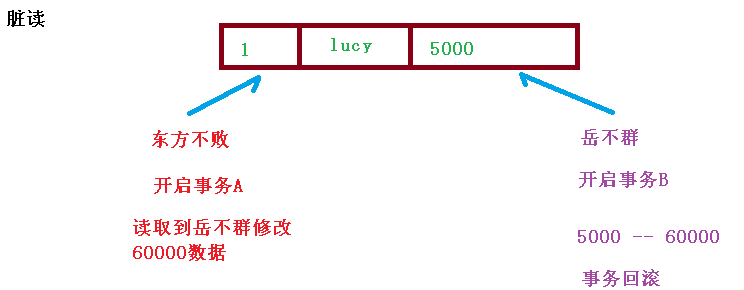 脏读
1 lucy 5000
东方不败
开启事务A
读取到岳不群修改
60000数据
岳不群
开启事务B
5000 -- 60000
事务回滚